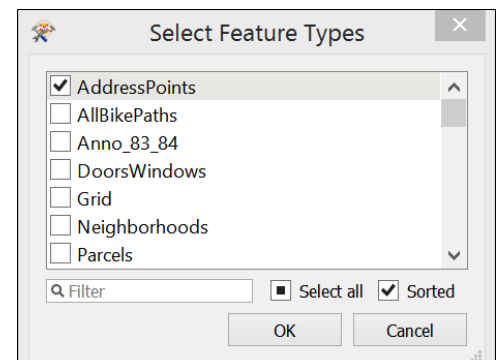 Select Feature Types
AddressPoints
AllBikePaths
Anno_83_84
DoorsWindows
Grid
Neighborhoods
Parcels
Filter Select all Sorted
OK Cancel